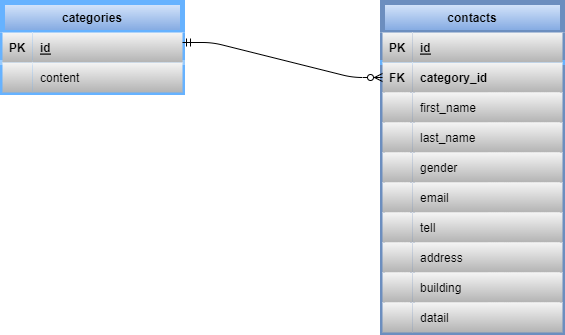 categories
PK id
content
contacts
PK id
FK category_id
first_name
last_name
gender
email
tell
address
building
datail